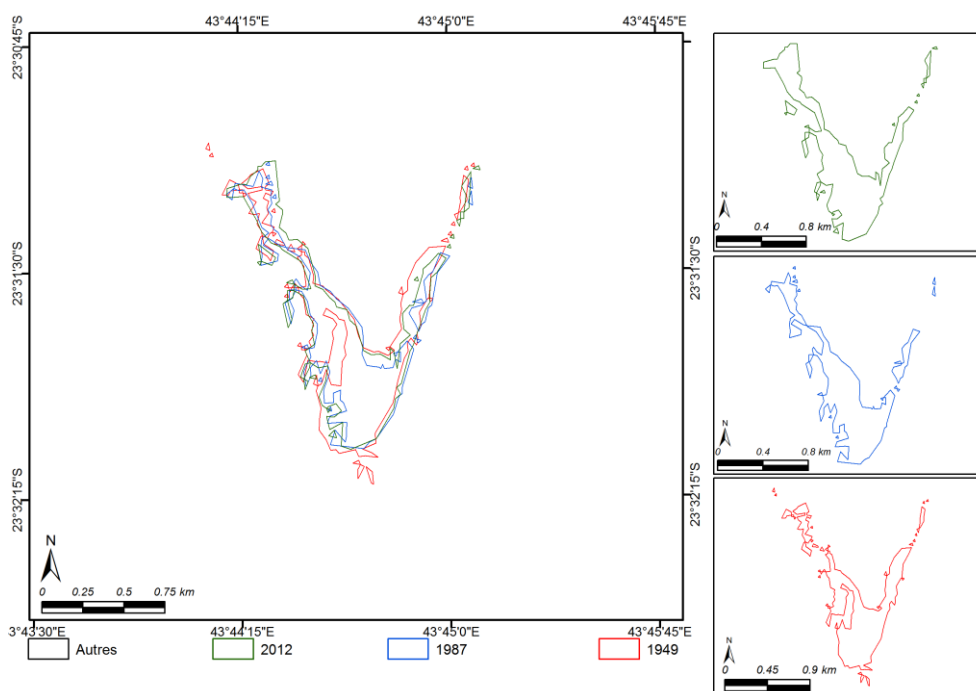 43°44'15"E 43°45'0"E 43°45'45"E
23°30'45"S
23°31'30"S
23°32'15"S
23°31'30"S
23°32'15"S
N
0 0.25 0.5 0.75 km
3°43'30"E 43°44'15"E 43°45'0"E 43°45'45"E
Autres 2012 1987 1949
N
0 0.4 0.8 km
N
0 0.4 0.8 km
N
0 0.45 0.9 km